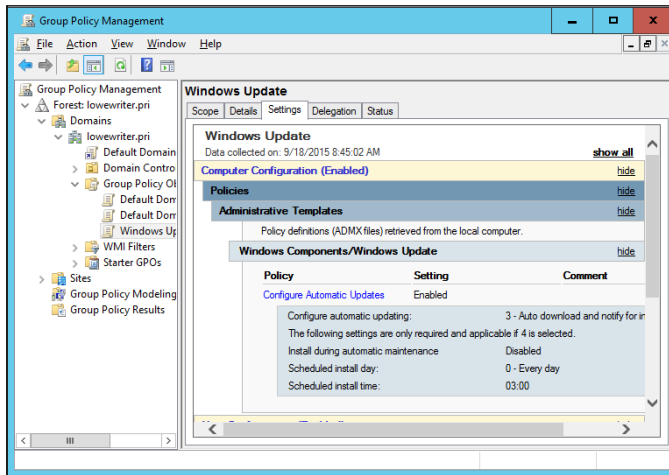 Group Policy Management
File Action View Window Help
Group Policy Management
Forest: lowewriter.pri
Domains
lowewriter.pri
Default Domain
Domain Contro
Group Policy Ob
Default Dom
Default Dom
Windows Up
WMI Filters
Starter GPOs
Sites
Group Policy Modeling
Group Policy Results
Windows Update
Scope Details Settings Delegation Status
Windows Update
Data collected on: 9/18/2015 8:45:02 AM show all
Computer Configuration (Enabled) hide
Policies hide
Administrative Templates hide
Policy definitions (ADMX files) retrieved from the local computer.
Windows Components/Windows Update hide
Policy Setting Comment
Configure Automatic Updates Enabled
Configure automatic updating: 3 - Auto download and notify for in
The following settings are only required and applicable if 4 is selected.
Install during automatic maintenance Disabled
Scheduled install day: 0 - Every day
Scheduled install time: 03:00